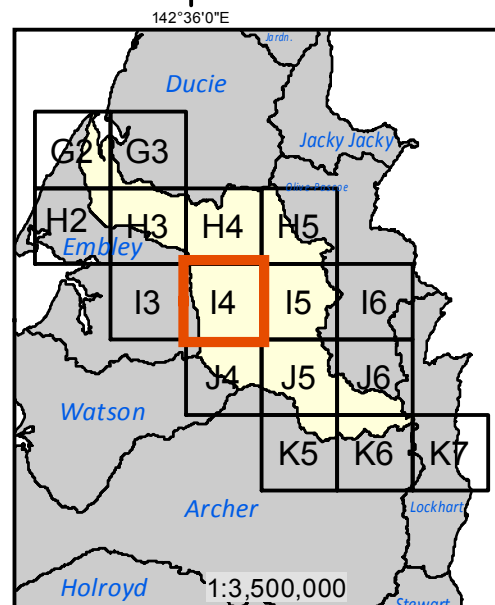 142°36'0"E
Jardn.
Ducie
Jacky Jacky
G2 G3
Olive Pascoe
H2 H3 H4 H5
Embley
I3 I4 I5 I6
J4 J5 J6
Watson
K5 K6 K7
Archer
Lockhart
Holroyd
1:3,500,000
Stewart